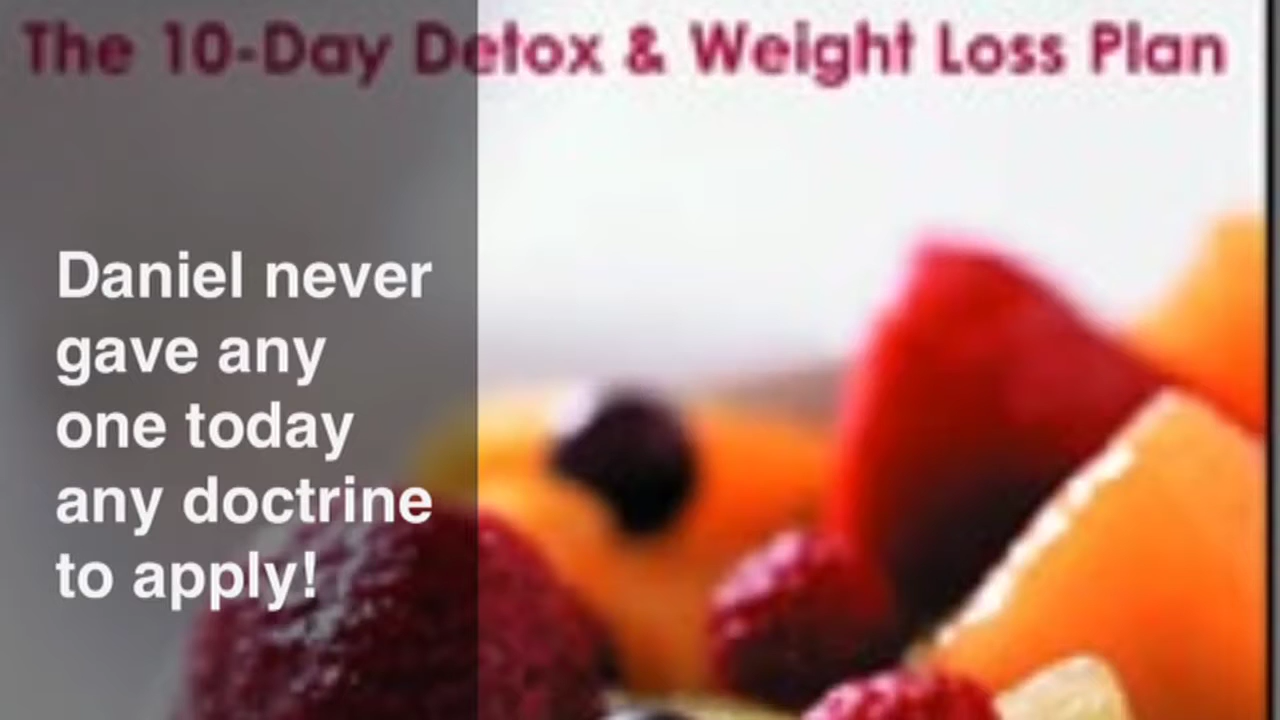 The 10-Day Detox & Weight Loss Plan
Daniel never
gave any
one today
any doctrine
to apply!